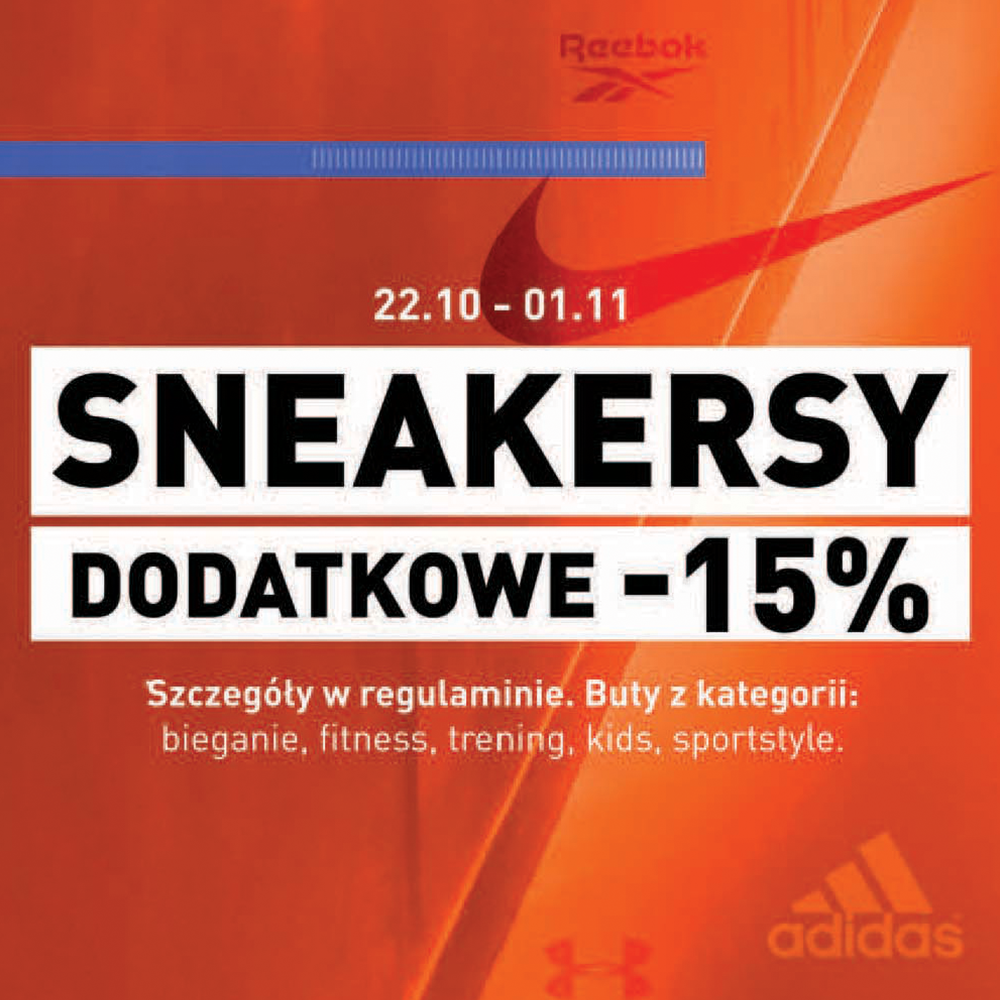 Reebok
22.10 - 01.11
SNEAKERSY
DODATKOWE -15%
Szczegóły w regulaminie. Buty z kategorii:
bieganie, fitness, trening, kids, sportstyle.
adidas